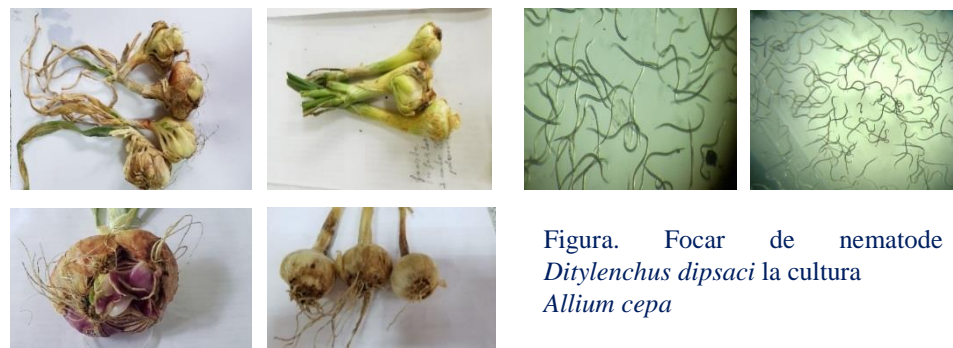 Figura. Focar de nematode
Ditylenchus dipsaci la cultura
Allium cepa